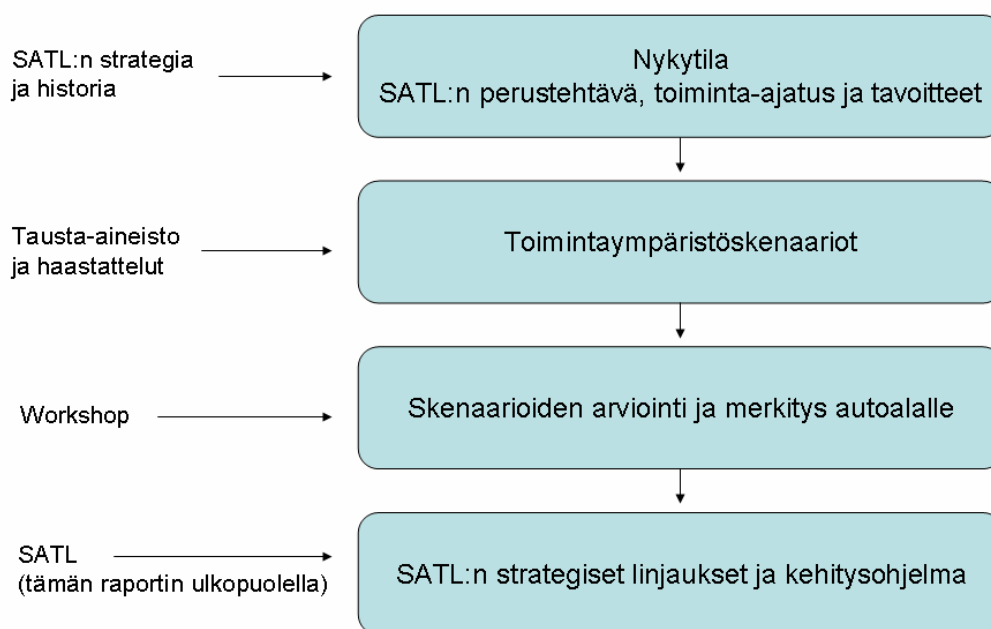 SATL:n strategia
ja historia
Nykytila
SATL:n perustehtävä, toiminta-ajatus ja tavoitteet
Tausta-aineisto
ja haastattelut
Toimintaympäristöskenaariot
Workshop
Skenaarioiden arviointi ja merkitys autoalalle
SATL
(tämän raportin ulkopuolella)
SATL:n strategiset linjaukset ja kehitysohjelma